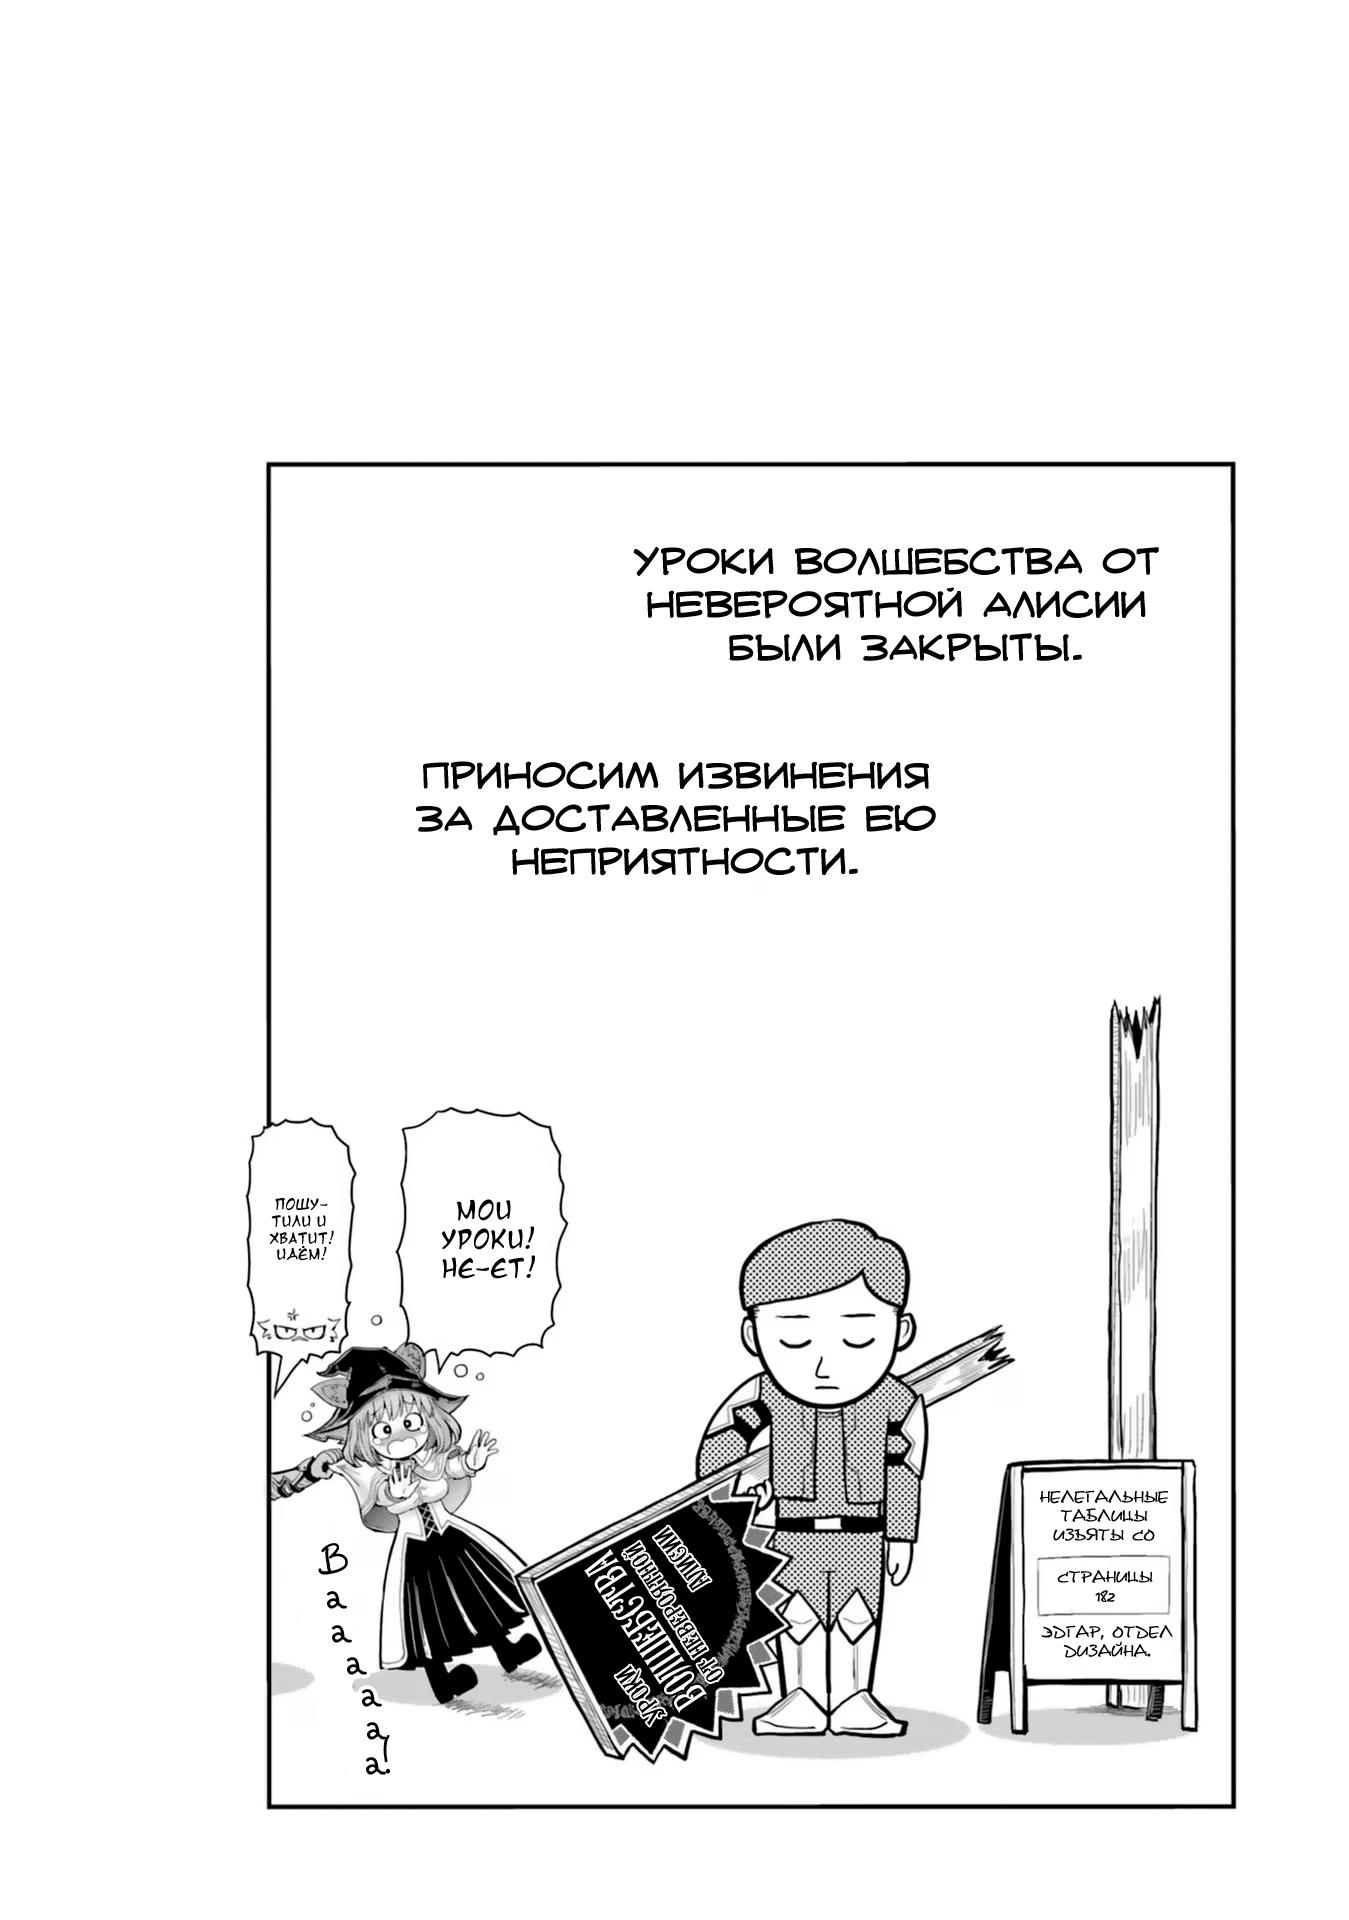 УРОКИ ВОЛШЕБСТВА ОТ
НЕВЕРОЯТНОЙ АЛИСИИ
БЫЛИ ЗАКРЫТЫ.
ПРИНОСИМ ИЗВИНЕНИЯ
ЗА ДОСТАВЛЕННЫЕ ЕЮ
НЕПРИЯТНОСТИ.
МОИ
УРОКИ!
НЕ-ЕТ!
ПОШУ-
ТИЛИ И
ХВАТИТ!
ИДЁМ!
Ваааааа!
УРОКИ
ВОЛШЕБСТВА
ОТ НЕВЕРОЯТНОЙ
АЛИСИИ
НЕЛЕГАЛЬНЫЕ
ТАБЛИЦЫ
ИЗЪЯТЫ СО
СТРАНИЦЫ
182
ЭДГАР, ОТДЕЛ
ДИЗАЙНА.